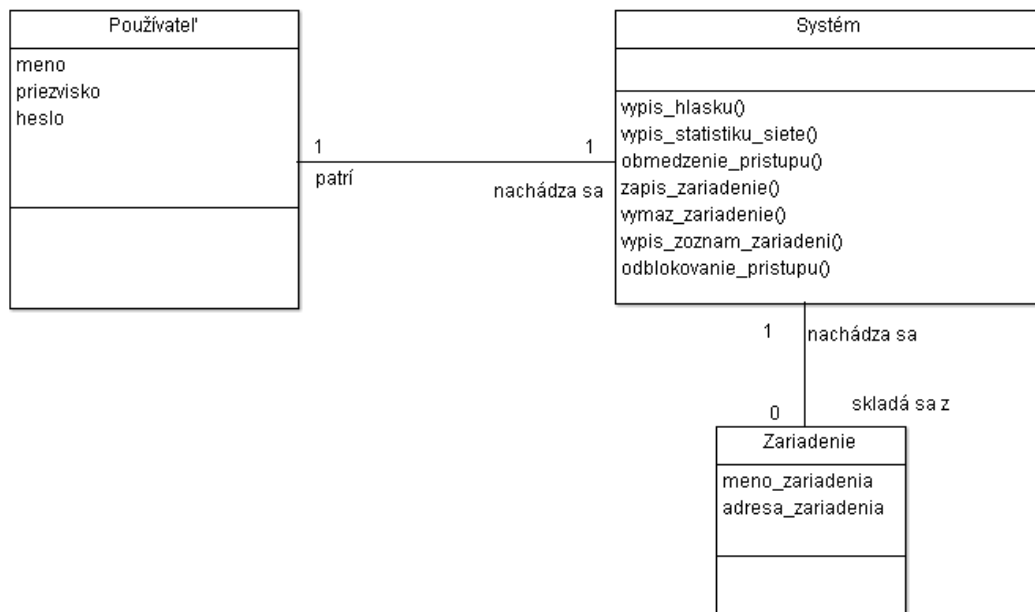 Používateľ
meno
priezvisko
heslo
1
patrí
1
nachádza sa
Systém
vypis_hlasku()
vypis_statistiku_siete()
obmedzenie_pristupu()
zapis_zariadenie()
vymaz_zariadenie()
vypis_zoznam_zariadeni()
odblokovanie_pristupu()
1
nachádza sa
0
skladá sa z
Zariadenie
meno_zariadenia
adresa_zariadenia